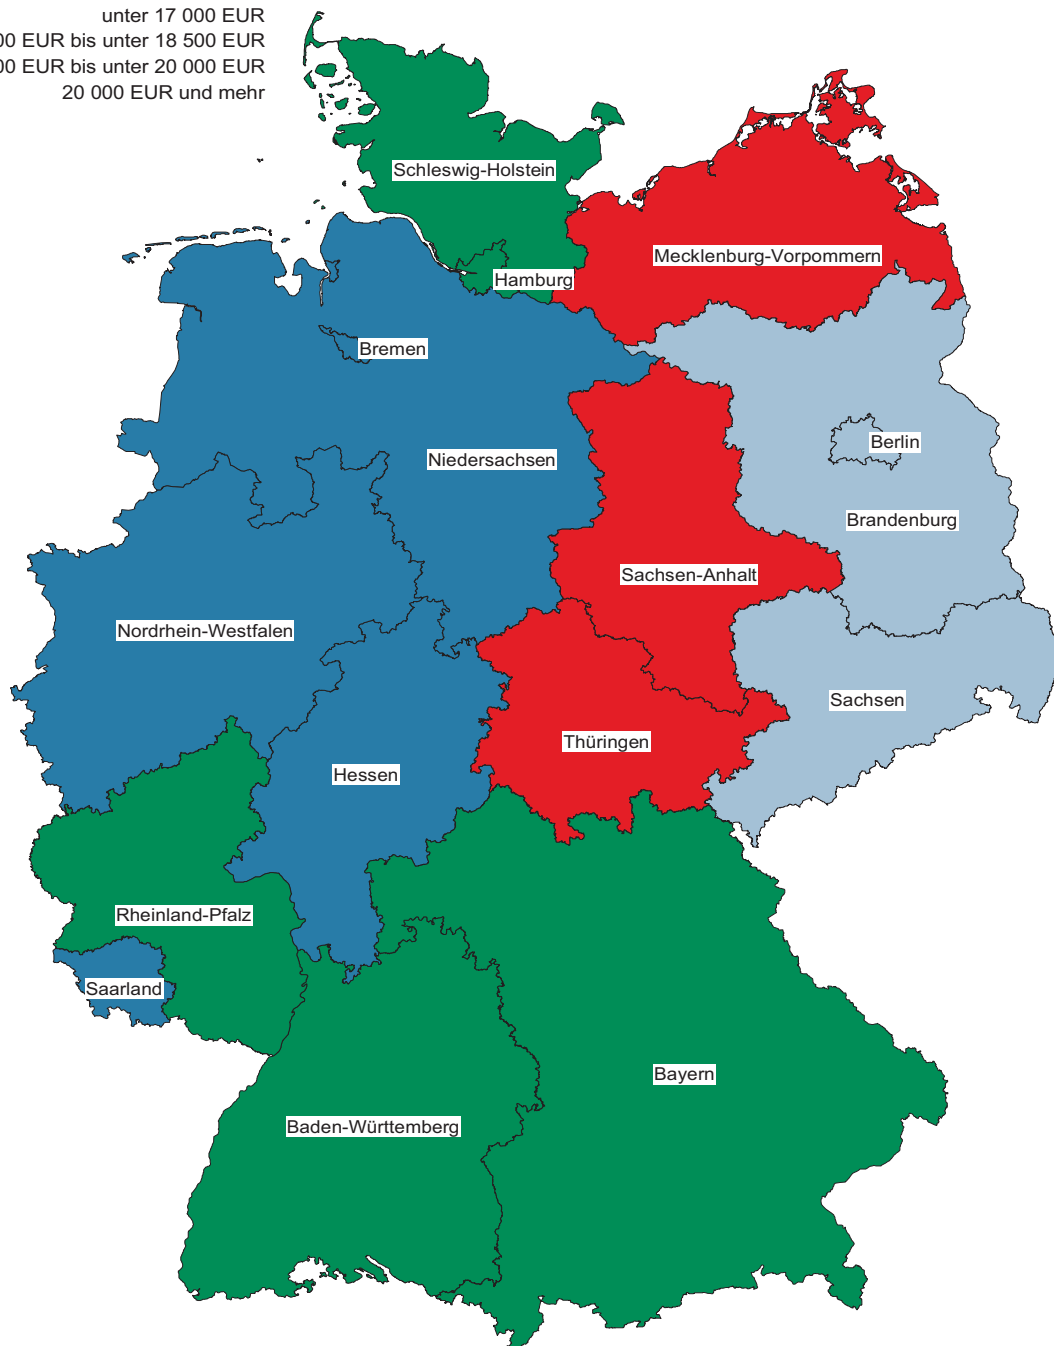 unter 17 000 EUR
00 EUR bis unter 18 500 EUR
00 EUR bis unter 20 000 EUR
20 000 EUR und mehr
Schleswig-Holstein
Mecklenburg-Vorpommern
Hamburg
Bremen
Berlin
Niedersachsen
Brandenburg
Sachsen-Anhalt
Nordrhein-Westfalen
Sachsen
Thüringen
Hessen
Rheinland-Pfalz
Saarland
Bayern
Baden-Württemberg